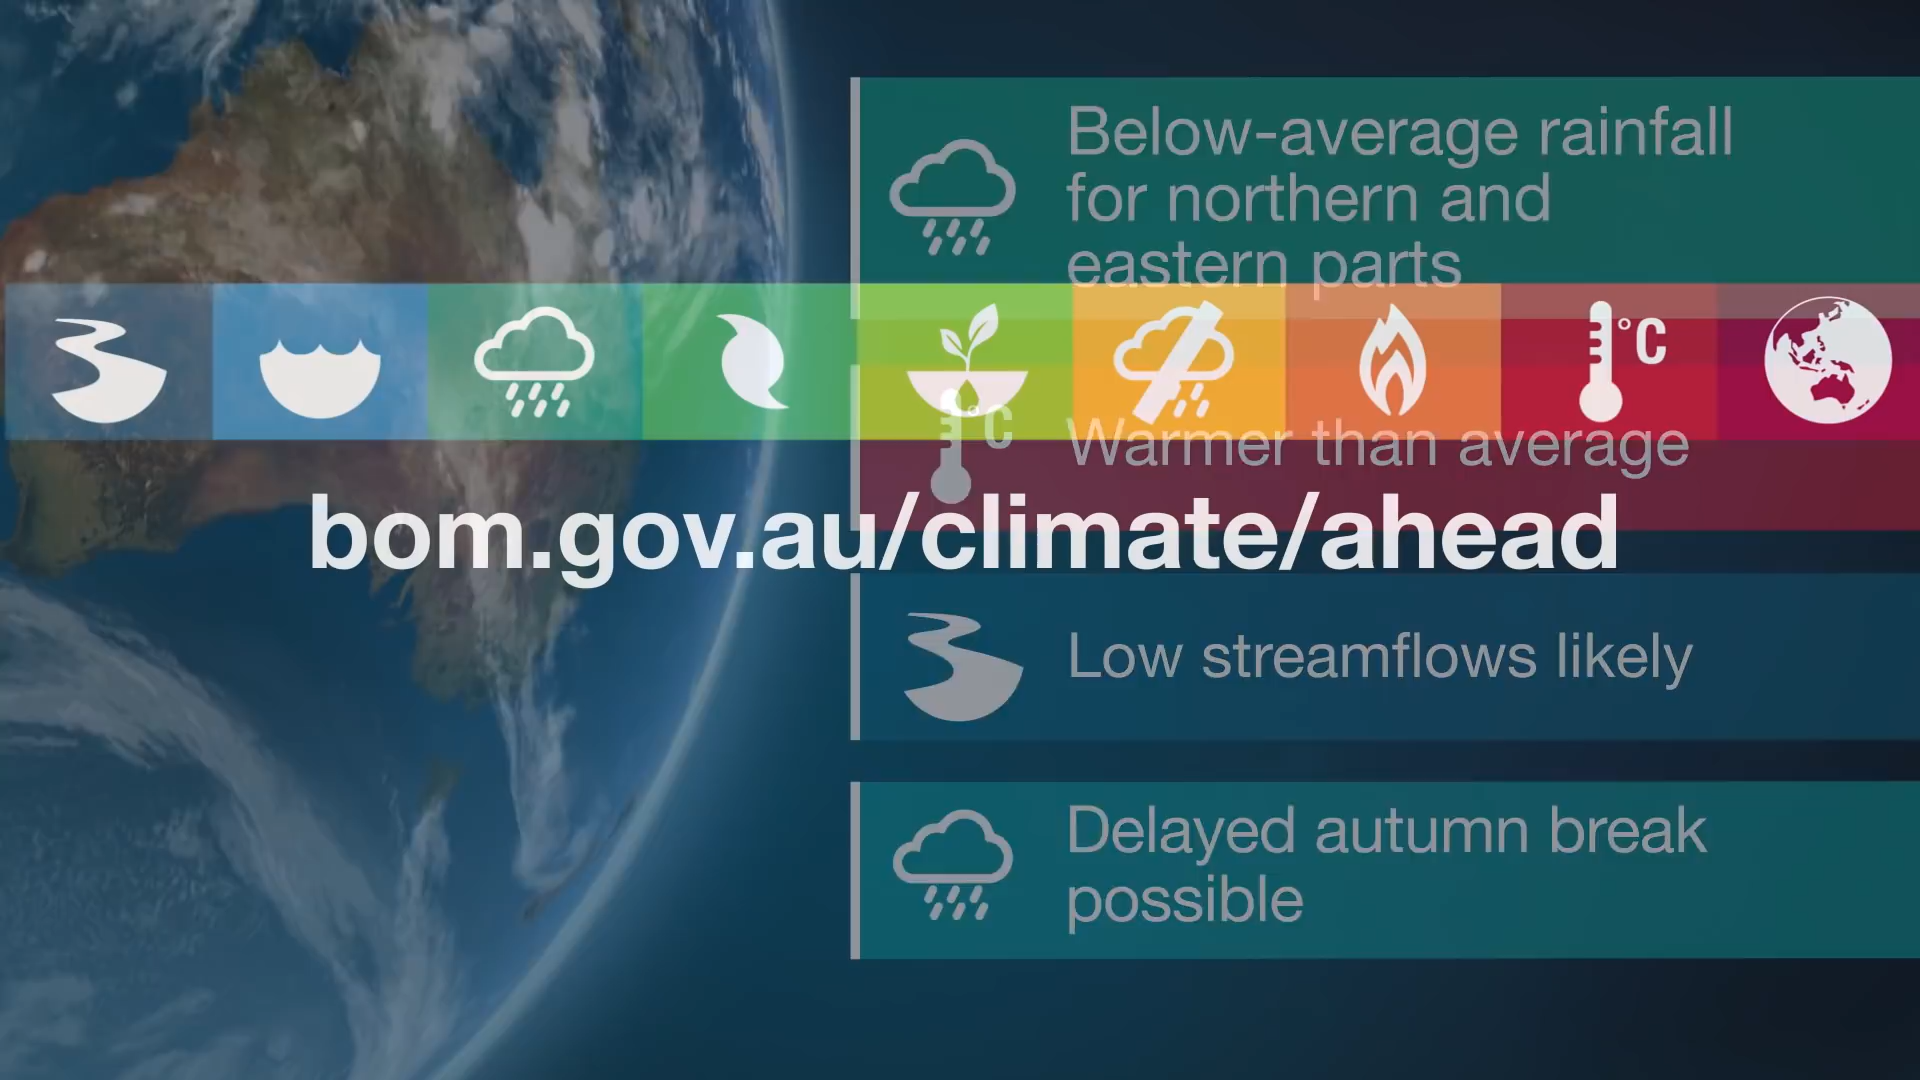 Below-average rainfall
for northern and
eastern parts
°C
°C
Warmer than average
bom.gov.au/climate/ahead
Low streamflows likely
Delayed autumn break
possible